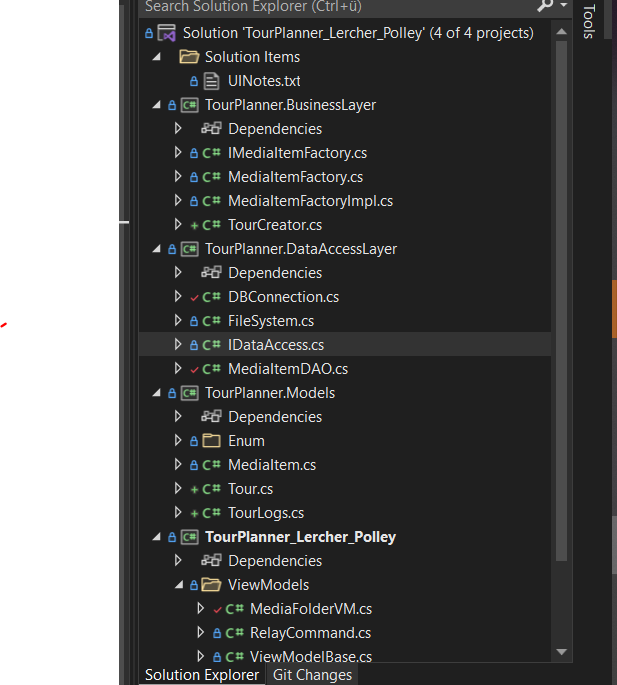 Search Solution Explorer (Ctrl+ü)
Tools
Solution 'TourPlanner_Lercher_Polley' (4 of 4 projects)
Solution Items
UINotes.txt
C# TourPlanner.BusinessLayer
Dependencies
C# IMediaItemFactory.cs
C# MediaItemFactory.cs
C# MediaItemFactoryImpl.cs
C# TourCreator.cs
C# TourPlanner.DataAccessLayer
Dependencies
C# DBConnection.cs
C# FileSystem.cs
C# IDataAccess.cs
C# MediaItemDAO.cs
C# TourPlanner.Models
Dependencies
Enum
C# MediaItem.cs
C# Tour.cs
C# TourLogs.cs
C# TourPlanner_Lercher_Polley
Dependencies
ViewModels
C# MediaFolderVM.cs
C# RelayCommand.cs
C# ViewModelBase.cs
Solution Explorer Git Changes